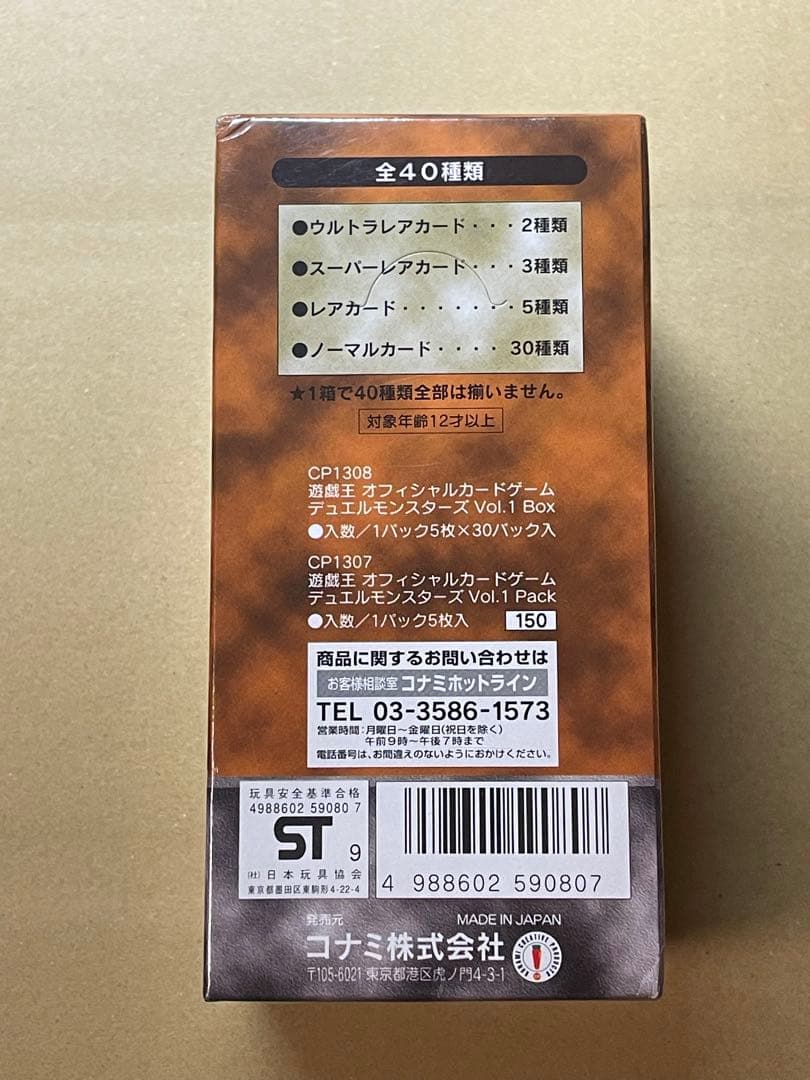 全40種類
●ウルトラレアカード・・・2種類
●スーパーレアカード・・・3種類
●レアカード・・・・・・・5種類
●ノーマルカード・・・・30種類
★1箱で40種類全部は揃いません。
対象年齢12才以上
CP1308
遊戯王 オフィシャルカードゲーム
デュエルモンスターズ Vol.1 Box
●入数/1パック5枚×30パック入
CP1307
遊戯王 オフィシャルカードゲーム
デュエルモンスターズ Vol.1 Pack
●入数/1パック5枚入 150
商品に関するお問い合わせは
お客様相談室 コナミホットライン
TEL 03-3586-1573
営業時間:月曜日〜金曜日(祝日を除く)
午前9時〜午後7時まで
電話番号は、お間違えのないようにおかけください。
玩具安全基準合格
4988602 59080 7
ST 9
(社)日本玩具協会
東京都墨田区東駒形4-22-4
4 988602 590807
発売元 MADE IN JAPAN
コナミ株式会社
KONAMI CREATIVE PRODUCTS
〒105-6021 東京都港区虎ノ門4-3-1